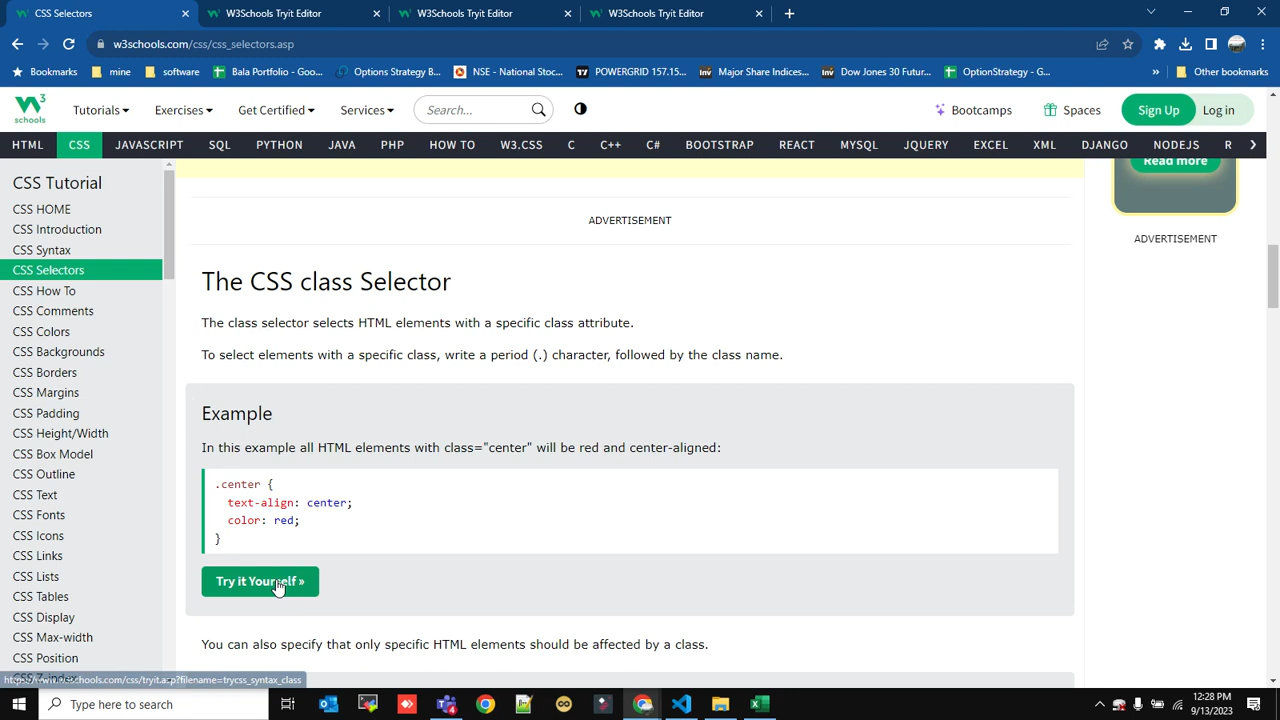 CSS Selectors
W3Schools Tryit Editor
W3Schools Tryit Editor
W3Schools Tryit Editor
w3schools.com/css/css_selectors.asp
Bookmarks mine software Bala Portfolio - Goo... Options Strategy B... NSE - National Stoc... POWERGRID 157.15... Major Share Indices... Dow Jones 30 Futur... OptionStrategy - G... » Other bookmarks
W3 schools
Tutorials Exercises Get Certified Services Search... Bootcamps Spaces Sign Up Log in
HTML CSS JAVASCRIPT SQL PYTHON JAVA PHP HOW TO W3.CSS C C++ C# BOOTSTRAP REACT MYSQL JQUERY EXCEL XML DJANGO NODEJS R
CSS Tutorial
CSS HOME
CSS Introduction
CSS Syntax
CSS Selectors
CSS How To
CSS Comments
CSS Colors
CSS Backgrounds
CSS Borders
CSS Margins
CSS Padding
CSS Height/Width
CSS Box Model
CSS Outline
CSS Text
CSS Fonts
CSS Icons
CSS Links
CSS Lists
CSS Tables
CSS Display
CSS Max-width
CSS Position
ADVERTISEMENT
The CSS class Selector
The class selector selects HTML elements with a specific class attribute.
To select elements with a specific class, write a period (.) character, followed by the class name.
Example
In this example all HTML elements with class="center" will be red and center-aligned:
.center {
text-align: center;
color: red;
}
Try it Yourself »
You can also specify that only specific HTML elements should be affected by a class.
Read more
ADVERTISEMENT
Type here to search
12:28 PM
9/13/2023